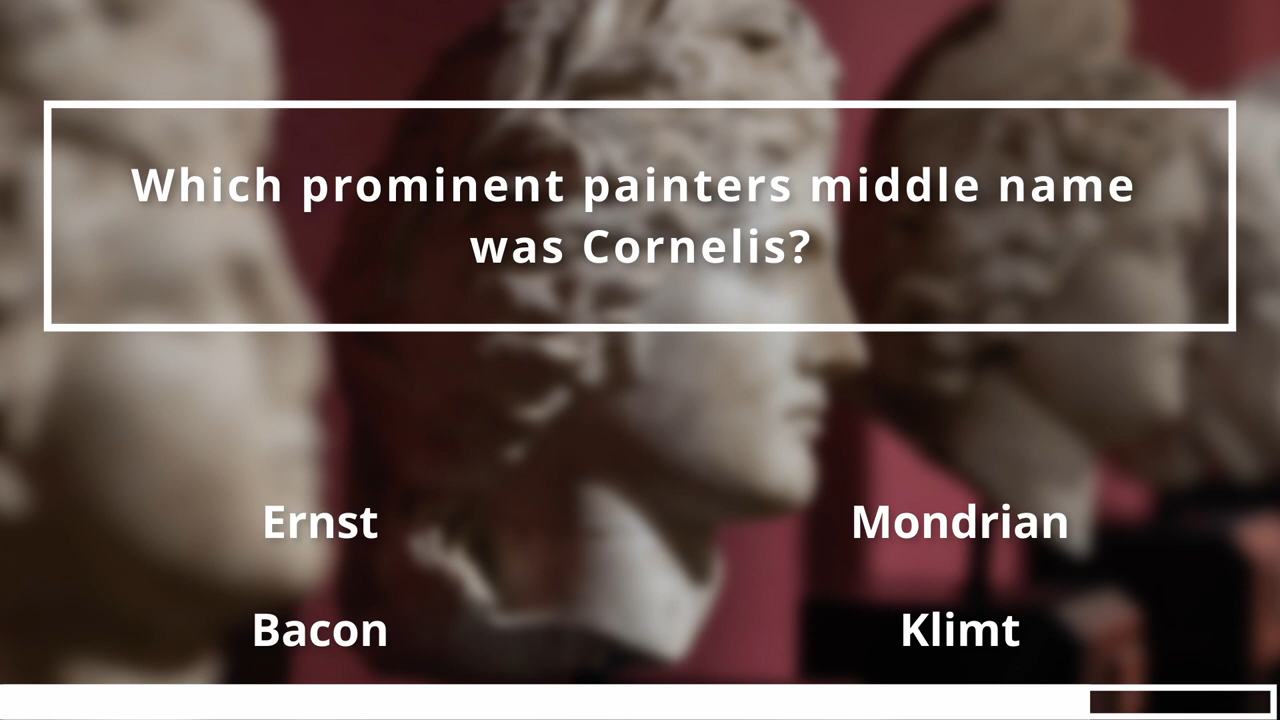 Which prominent painters middle name
was Cornelis?
Ernst
Mondrian
Bacon
Klimt